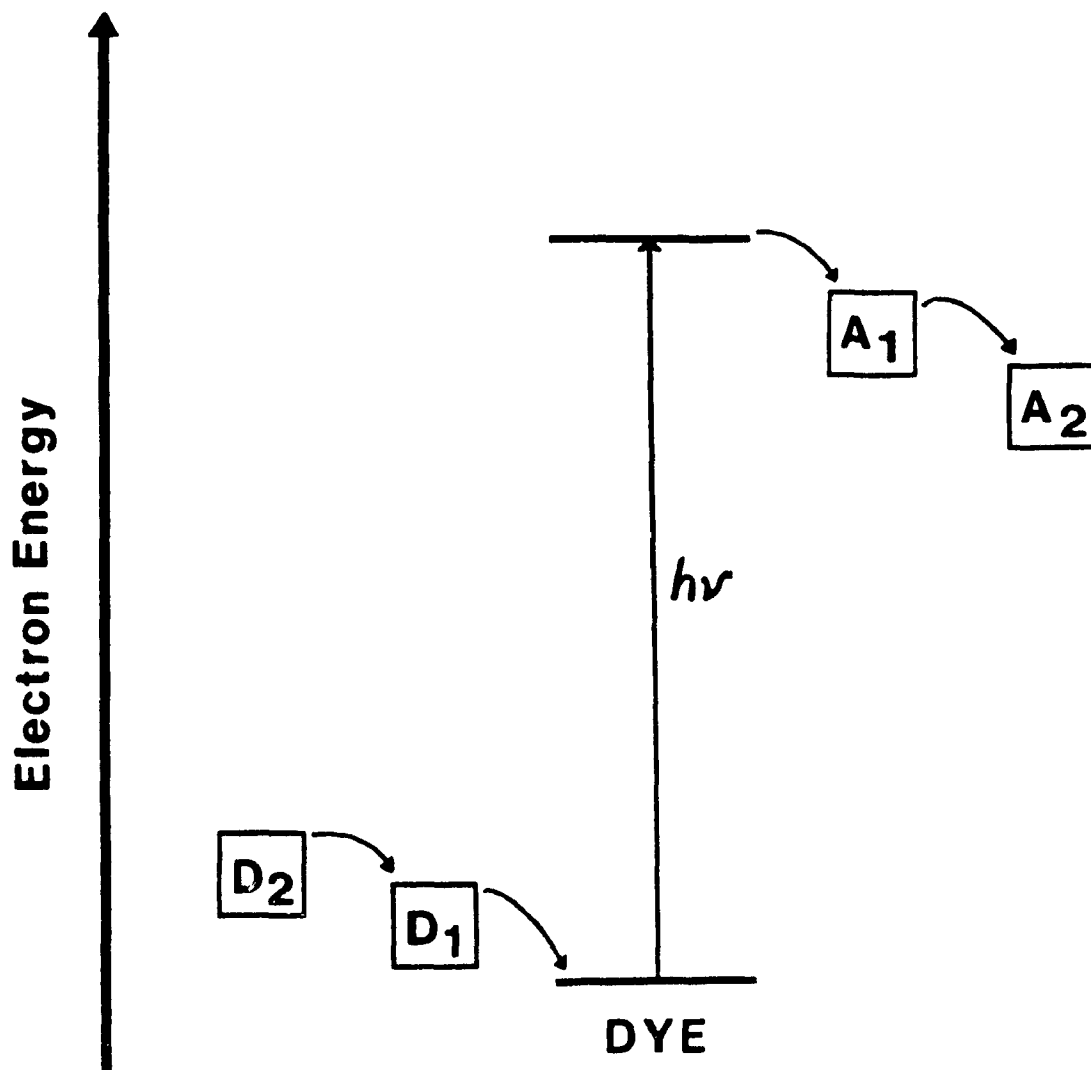 Electron Energy
A₁
A₂
hν
D₂
D₁
DYE